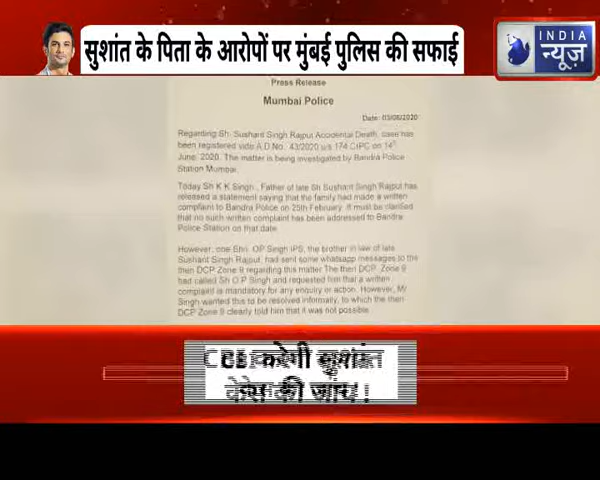 सुशांत के पिता के आरोपों पर मुंबई पुलिस की सफाई
INDIA
न्यूज़
Press Release
Mumbai Police
Date: 03/08/2020
Regarding Sh. Sushant Singh Rajput Accidental Death, case has
been registered vide A.D.No. 43/2020 u/s 174 CrPC on 14th
June, 2020. The matter is being investigated by Bandra Police
Station Mumbai.
Today Sh K K Singh, Father of late Sh Sushant Singh Rajput has
released a statement saying that the family had made a written
complaint to Bandra Police on 25th February. It must be clarified
that no such written complaint has been addressed to Bandra
Police Station on that date.
However, one Shri. OP Singh IPS, the brother in law of late
Sushant Singh Rajput, had sent some whatsapp messages to the
then DCP Zone 9 regarding this matter The then DCP, Zone 9
had called Sh O P Singh and requested him that a written
complaint is mandatory for any enquiry or action. However, Mr
Singh wanted this to be resolved informally, to which the then
DCP Zone 9 clearly told him that it was not possible.
करेगी सुशांत
केस की जांच !